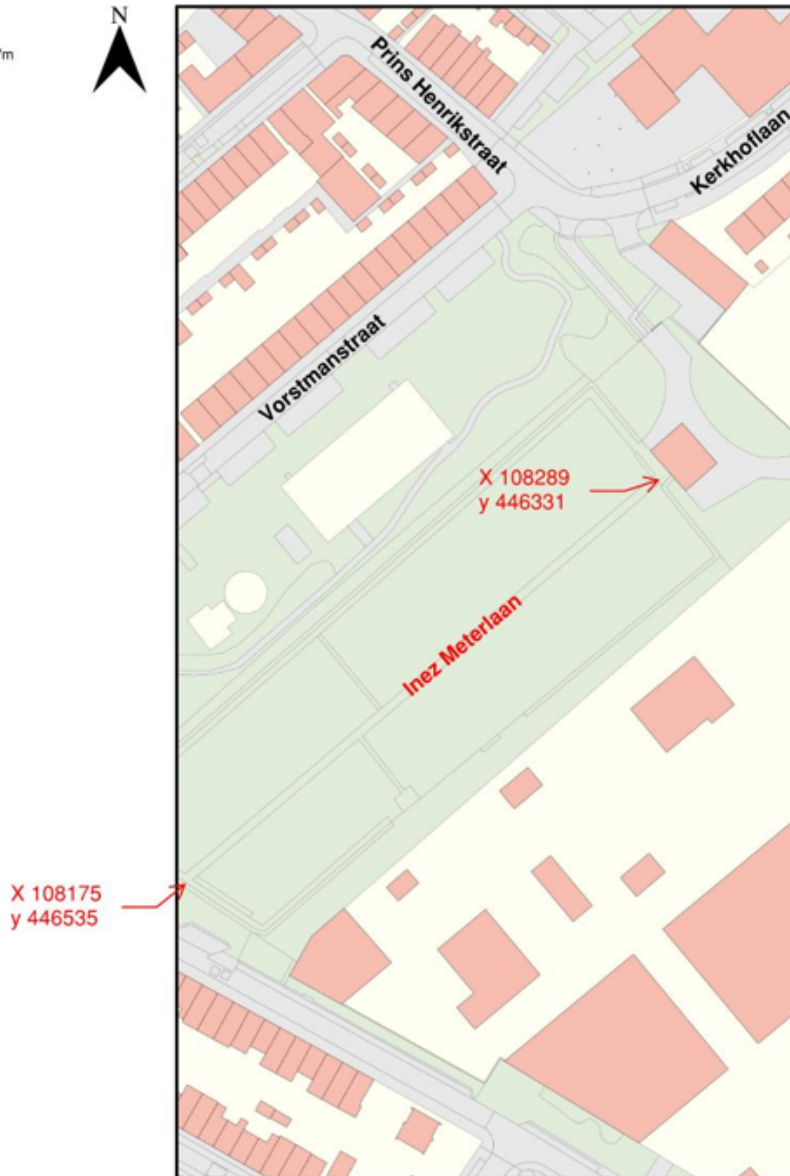 N
/m
Prins Henrikstraat
Kerkhoflaan
Vorstmanstraat
X 108289
y 446331
Inez Meterlaan
X 108175
y 446535